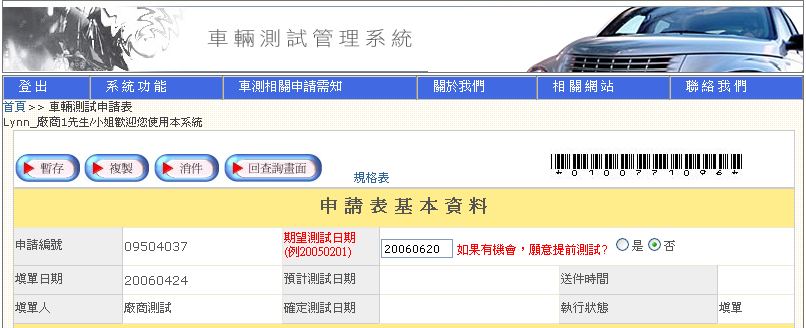 車輛測試管理系統
登出 系統功能 車測相關申請需知 關於我們 相關網站 聯絡我們
首頁 >> 車輛測試申請表
Lynn_廠商1先生/小姐歡迎您使用本系統
暫存 複製 消件 回查詢畫面 規格表
*0100771096*
申請表基本資料
申請編號 09504037 期望測試日期 (例20050201) 20060620 如果有機會，願意提前測試? 是 否
填單日期 20060424 預計測試日期 送件時間
填單人 廠商測試 確定測試日期 執行狀態 填單